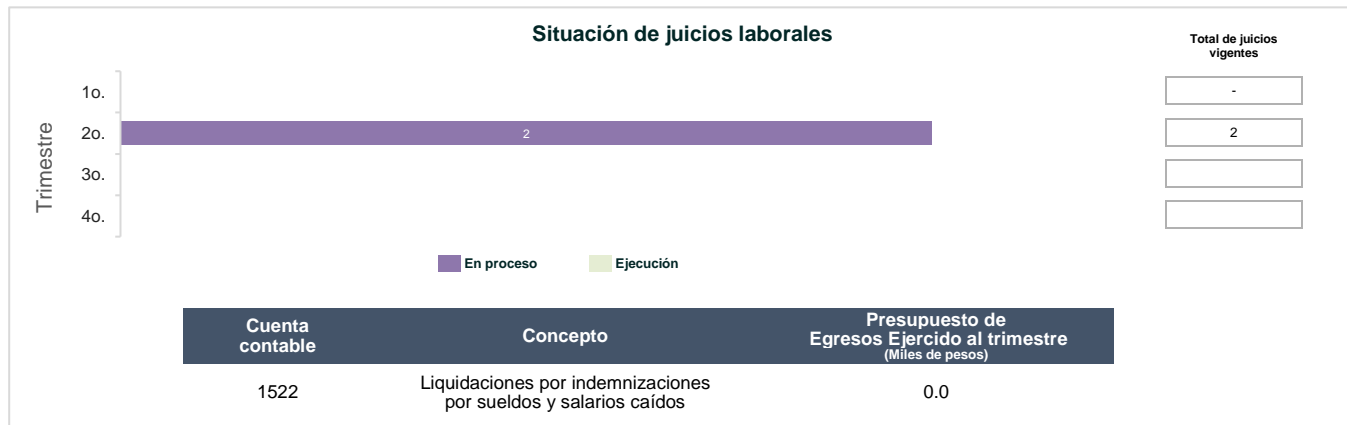 Situación de juicios laborales
Total de juicios
vigentes
Trimestre
1o.
-
2o.
2
2
3o.
4o.
En proceso
Ejecución
Cuenta
contable
Concepto
Presupuesto de
Egresos Ejercido al trimestre
(Miles de pesos)
1522
Liquidaciones por indemnizaciones
por sueldos y salarios caídos
0.0